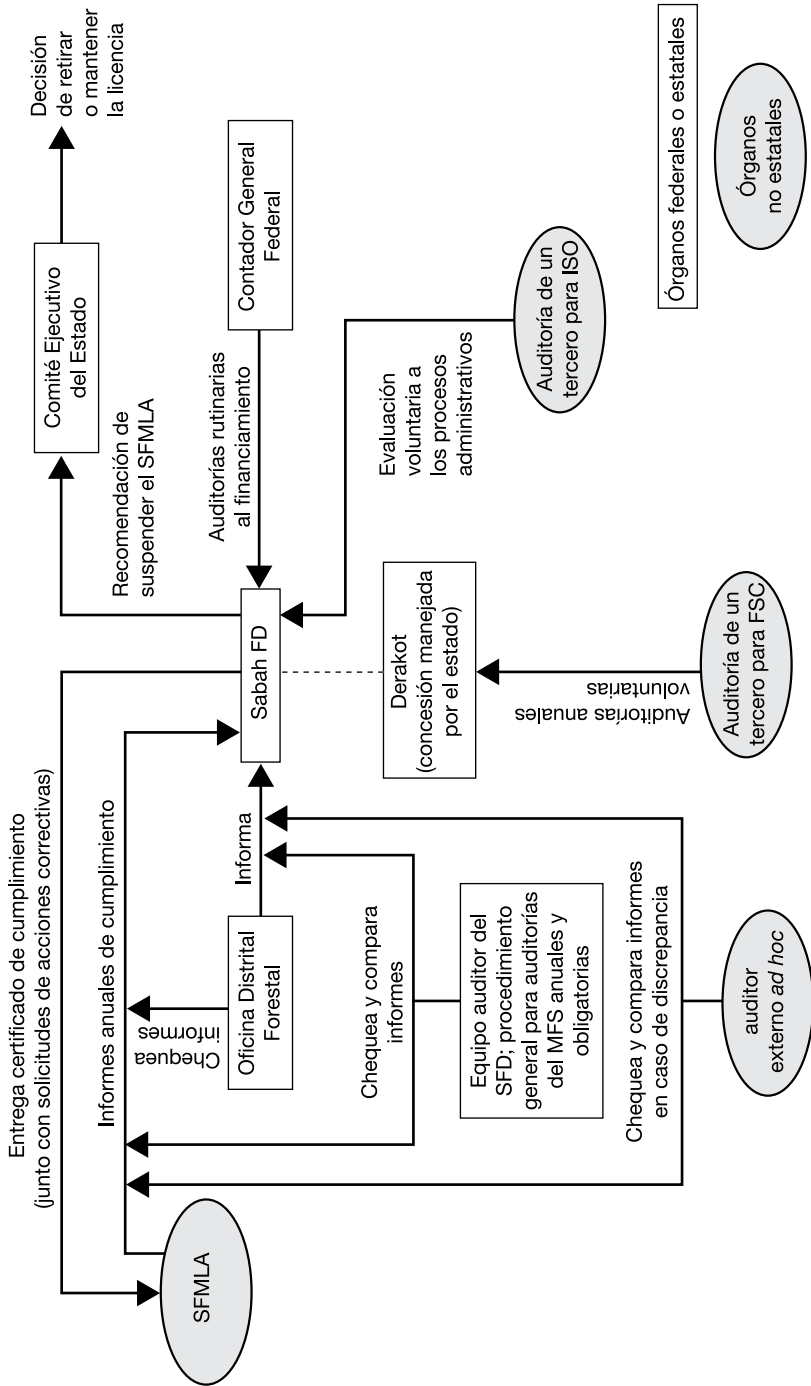 Entrega certificado de cumplimiento
(junto con solicitudes de acciones correctivas)
Informes anuales de cumplimiento
SFMLA
Chequea
informes
Oficina Distrital
Forestal
Informa
Sabah FD
Recomendación de
suspender el SFMLA
Comité Ejecutivo
del Estado
Decisión
de retirar
o mantener
la licencia
Auditorías rutinarias
al financiamiento
Contador General
Federal
Chequea y compara
informes
Equipo auditor del
SFD; procedimiento
general para auditorías
del MFS anuales y
obligatorias
Chequea y compara informes
en caso de discrepancia
auditor
externo ad hoc
Derakot
(concesión manejada
por el estado)
Auditorías anuales
voluntarias
Auditoría de un
tercero para FSC
Evaluación
voluntaria a
los procesos
administrativos
Auditoría de un
tercero para ISO
Órganos federales o estatales
Órganos
no estatales